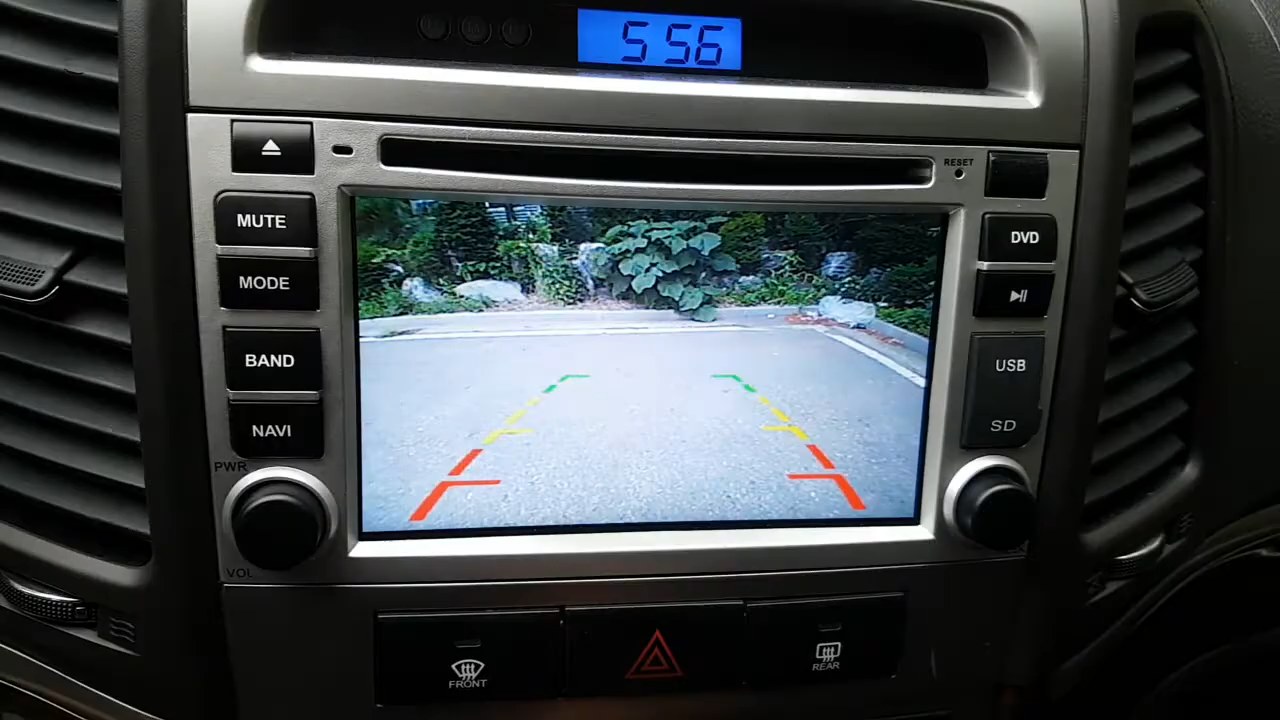 5:56
RESET
MUTE
DVD
MODE
BAND
USB
NAVI
SD
PWR
VOL
FRONT
REAR